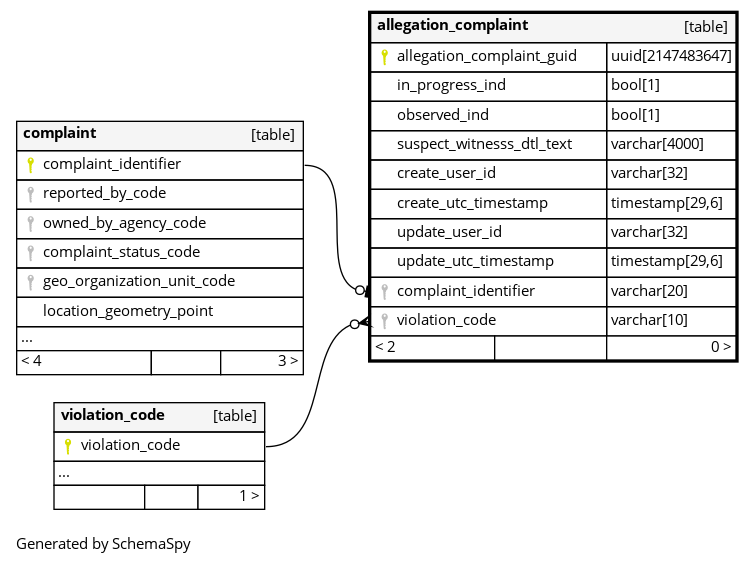 complaint [table]
complaint_identifier
reported_by_code
owned_by_agency_code
complaint_status_code
geo_organization_unit_code
location_geometry_point
...
< 4 3 >
violation_code [table]
violation_code
...
1 >
allegation_complaint [table]
allegation_complaint_guid uuid[2147483647]
in_progress_ind bool[1]
observed_ind bool[1]
suspect_witnesss_dtl_text varchar[4000]
create_user_id varchar[32]
create_utc_timestamp timestamp[29,6]
update_user_id varchar[32]
update_utc_timestamp timestamp[29,6]
complaint_identifier varchar[20]
violation_code varchar[10]
< 2 0 >
Generated by SchemaSpy